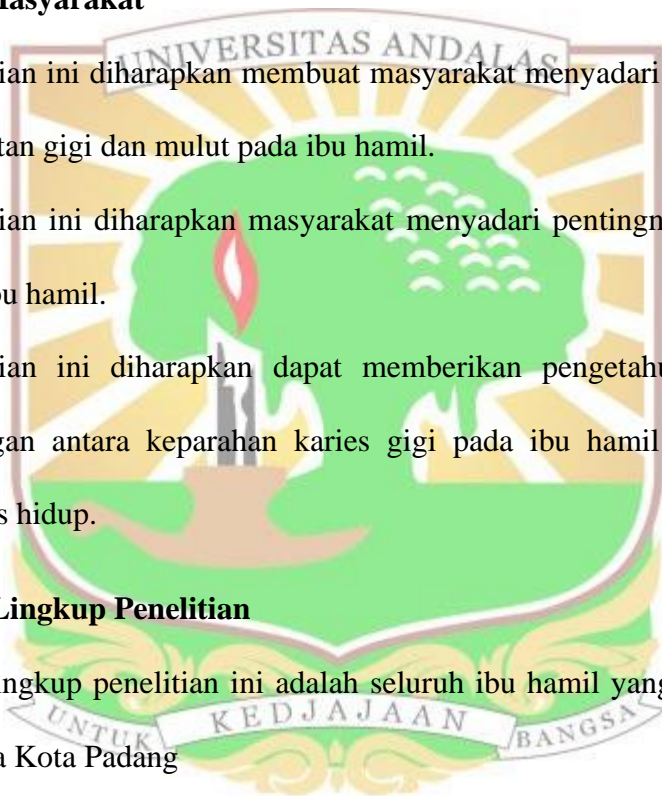 Masyarakat
UNIVERSITAS ANDALAS
ian ini diharapkan membuat masyarakat menyadari
tan gigi dan mulut pada ibu hamil.
ian ini diharapkan masyarakat menyadari pentingn
bu hamil.
ian ini diharapkan dapat memberikan pengetahu
gan antara keparahan karies gigi pada ibu hamil
s hidup.
Lingkup Penelitian
ingkup penelitian ini adalah seluruh ibu hamil yang
UNTUK KEDJAJAAN BANGSA
a Kota Padang